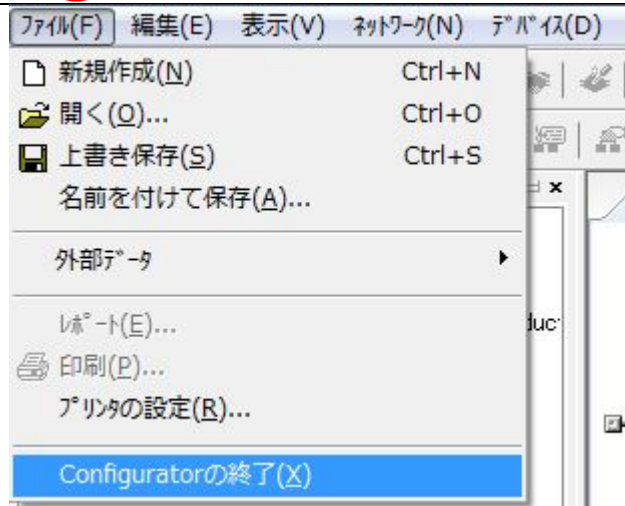 ﾌｧｲﾙ(F) 編集(E) 表示(V) ﾈｯﾄﾜｰｸ(N) ﾃﾞﾊﾞｲｽ(D)
新規作成(N) Ctrl+N
開く(O)... Ctrl+O
上書き保存(S) Ctrl+S
名前を付けて保存(A)...
外部ﾃﾞｰﾀ
ﾚﾎﾟｰﾄ(E)...
印刷(P)...
ﾌﾟﾘﾝﾀの設定(R)...
Configuratorの終了(X)